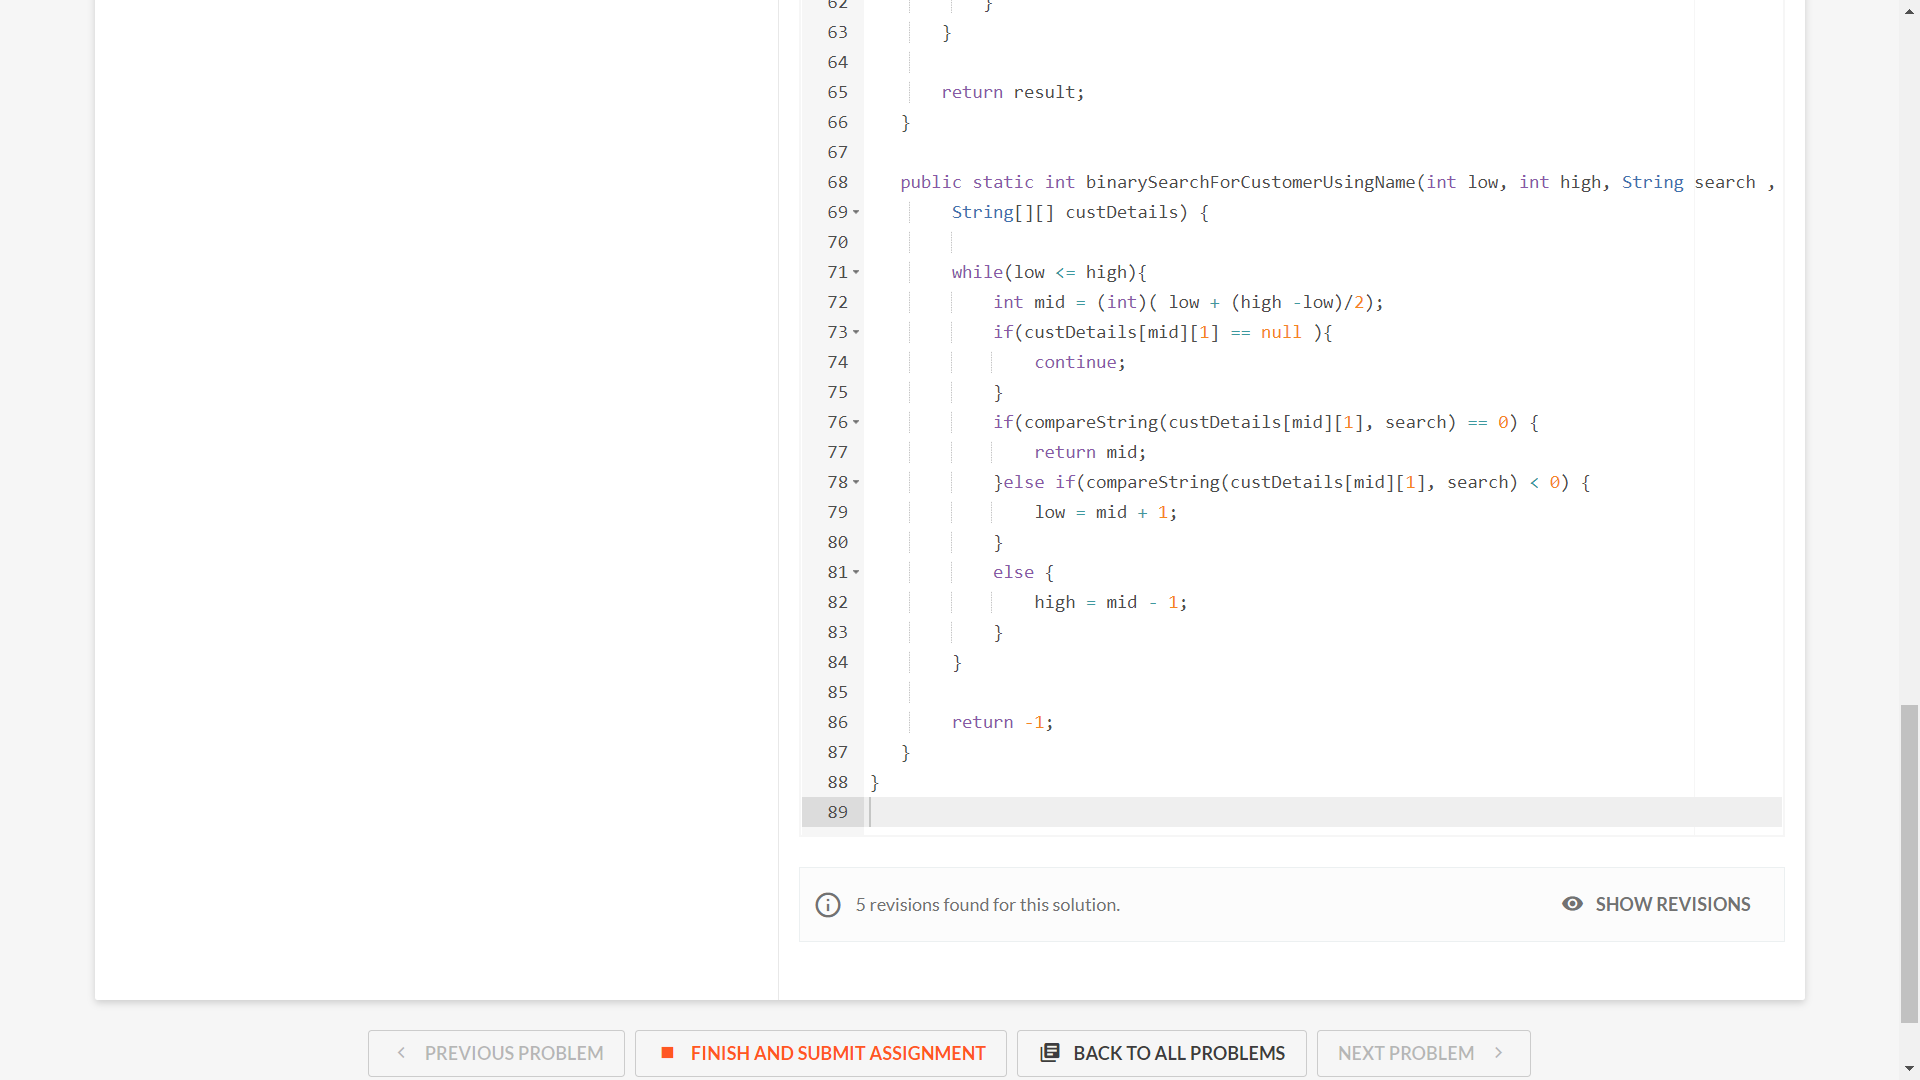 62 }
63 }
64
65 return result;
66 }
67
68 public static int binarySearchForCustomerUsingName(int low, int high, String search ,
69 String[][] custDetails) {
70
71 while(low <= high){
72 int mid = (int)( low + (high -low)/2);
73 if(custDetails[mid][1] == null ){
74 continue;
75 }
76 if(compareString(custDetails[mid][1], search) == 0) {
77 return mid;
78 }else if(compareString(custDetails[mid][1], search) < 0) {
79 low = mid + 1;
80 }
81 else {
82 high = mid - 1;
83 }
84 }
85
86 return -1;
87 }
88 }
89
5 revisions found for this solution.
SHOW REVISIONS
PREVIOUS PROBLEM
FINISH AND SUBMIT ASSIGNMENT
BACK TO ALL PROBLEMS
NEXT PROBLEM